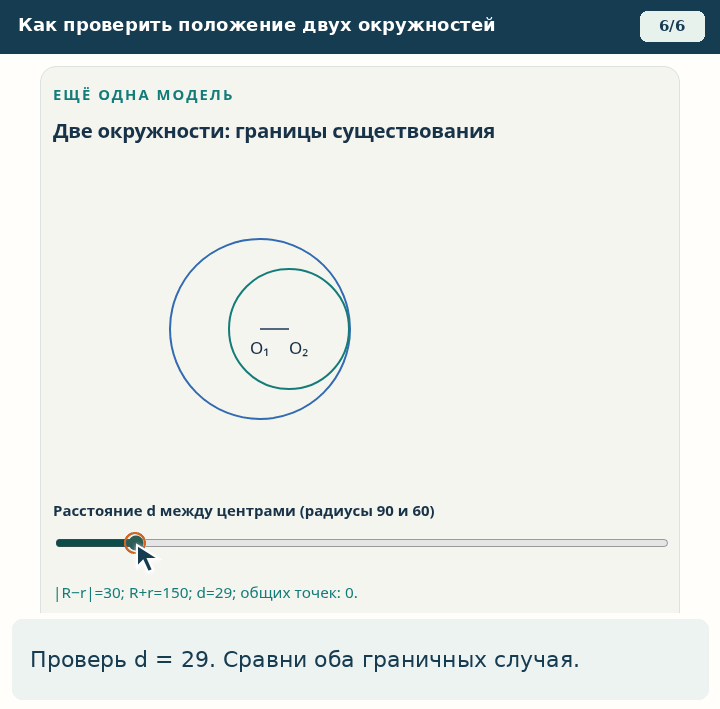 Как проверить положение двух окружностей
6/6
ЕЩЁ ОДНА МОДЕЛЬ
Две окружности: границы существования
O₁ O₂
Расстояние d между центрами (радиусы 90 и 60)
|R−r|=30; R+r=150; d=29; общих точек: 0.
Проверь d = 29. Сравни оба граничных случая.